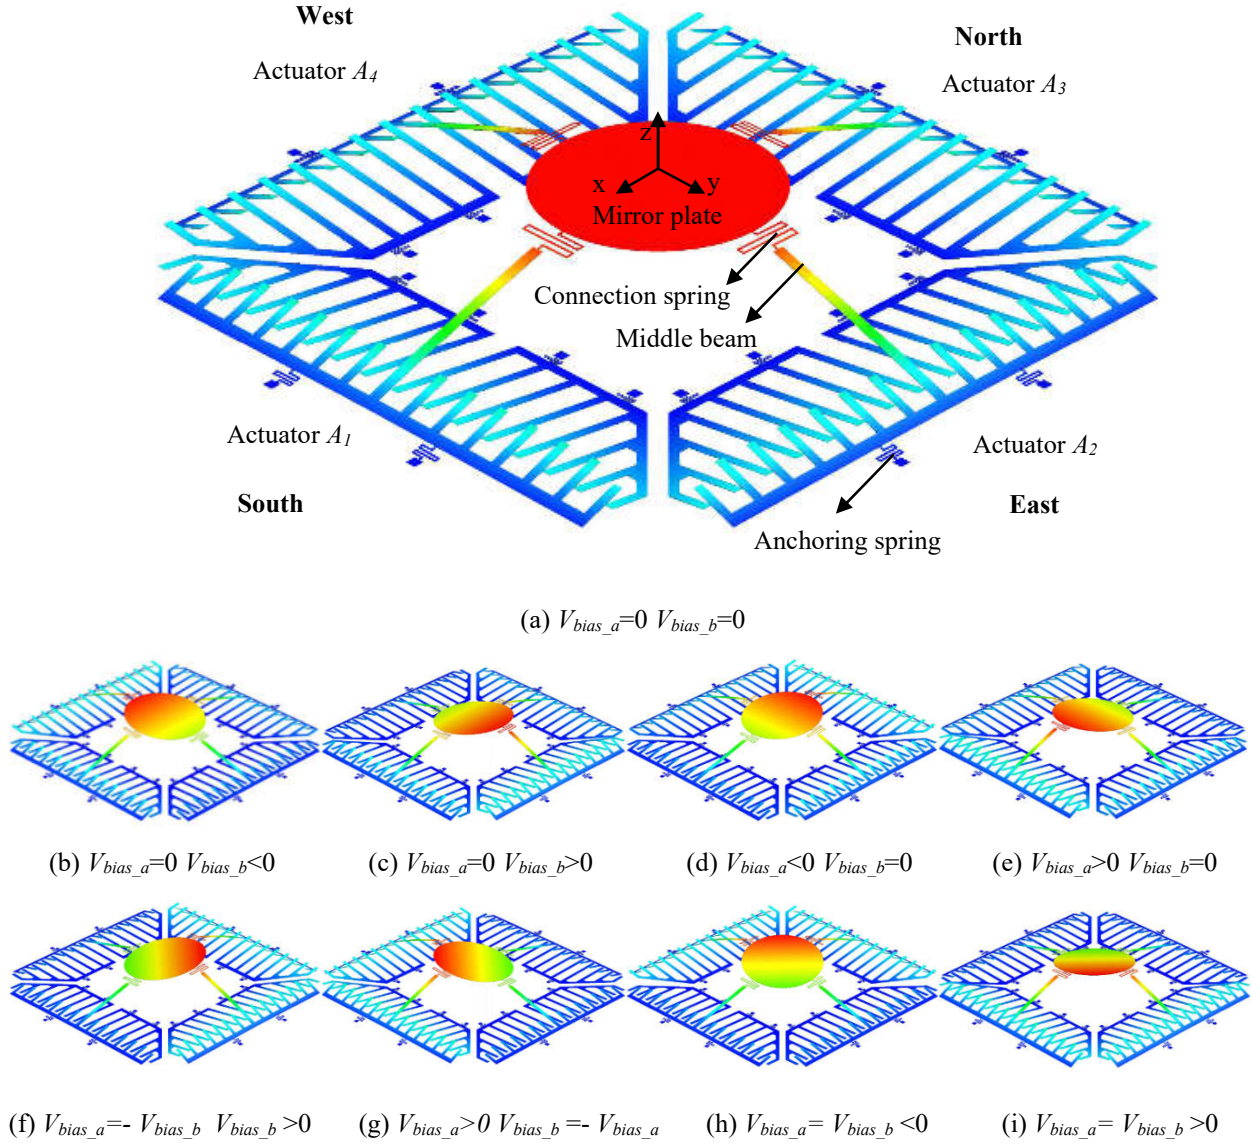 West
North
Actuator A4
Actuator A3
z
x
y
Mirror plate
Connection spring
Middle beam
Actuator A1
Actuator A2
South
East
Anchoring spring
(a) Vbias_a=0 Vbias_b=0
(b) Vbias_a=0 Vbias_b<0
(c) Vbias_a=0 Vbias_b>0
(d) Vbias_a<0 Vbias_b=0
(e) Vbias_a>0 Vbias_b=0
(f) Vbias_a=- Vbias_b Vbias_b >0
(g) Vbias_a>0 Vbias_b =- Vbias_a
(h) Vbias_a= Vbias_b <0
(i) Vbias_a= Vbias_b >0